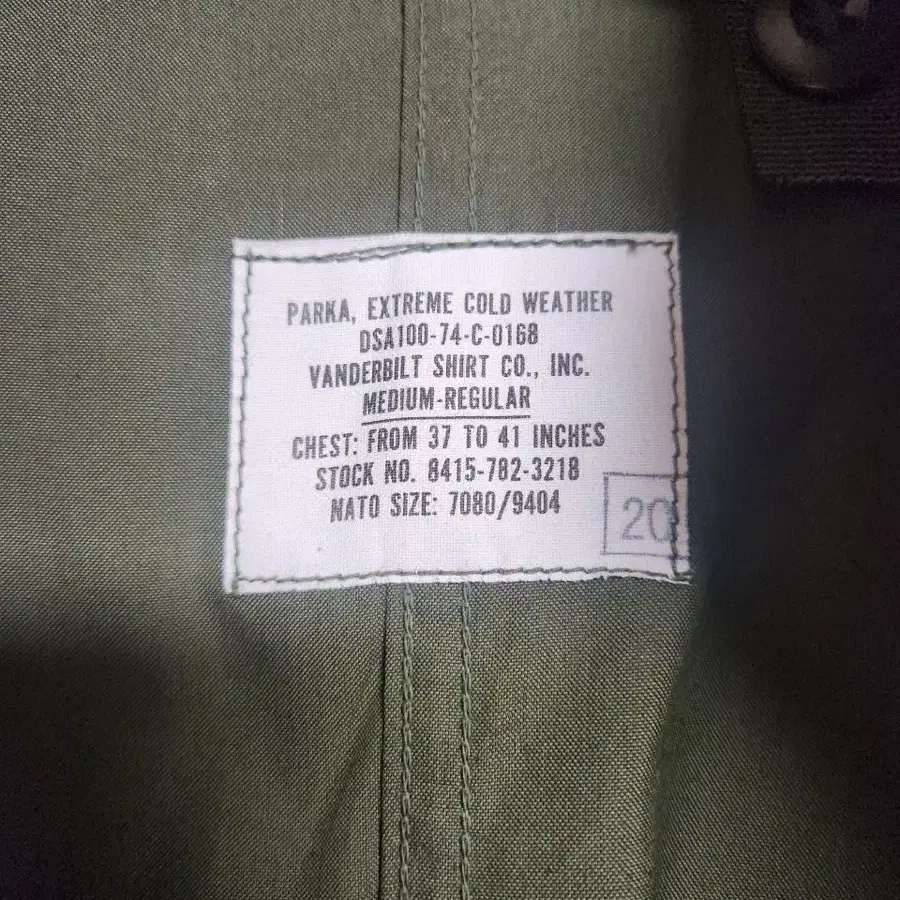 PARKA, EXTREME COLD WEATHER
DSA100-74-C-0168
VANDERBILT SHIRT CO., INC.
MEDIUM-REGULAR
CHEST: FROM 37 TO 41 INCHES
STOCK NO. 8415-782-3218
NATO SIZE: 7080/9404
20